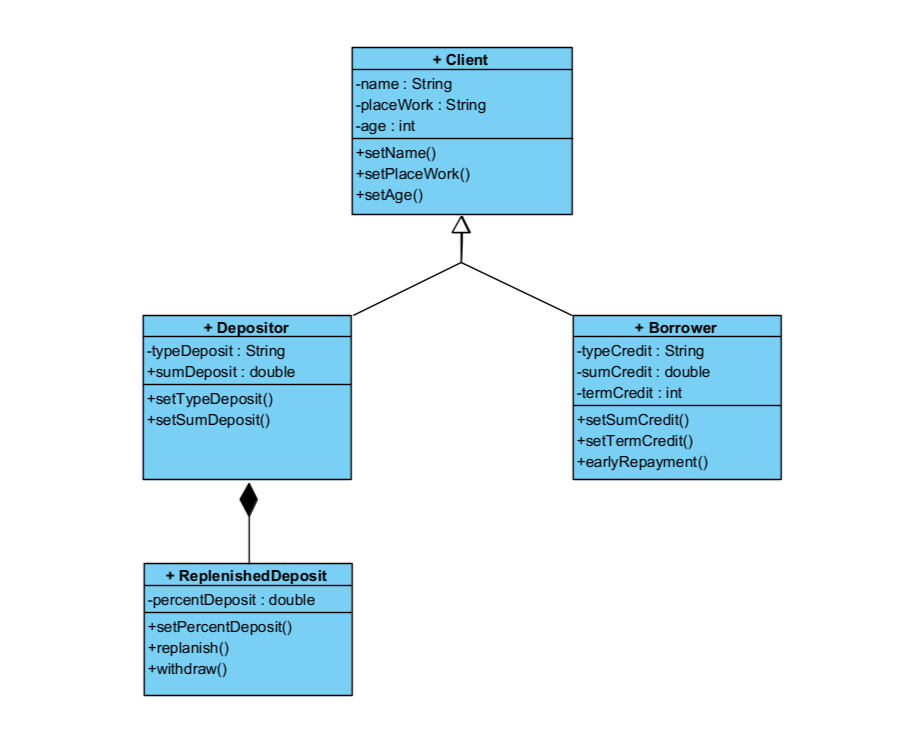 + Client
-name : String
-placeWork : String
-age : int
+setName()
+setPlaceWork()
+setAge()
+ Depositor
-typeDeposit : String
+sumDeposit : double
+setTypeDeposit()
+setSumDeposit()
+ Borrower
-typeCredit : String
-sumCredit : double
-termCredit : int
+setSumCredit()
+setTermCredit()
+earlyRepayment()
+ ReplenishedDeposit
-percentDeposit : double
+setPercentDeposit()
+replanish()
+withdraw()